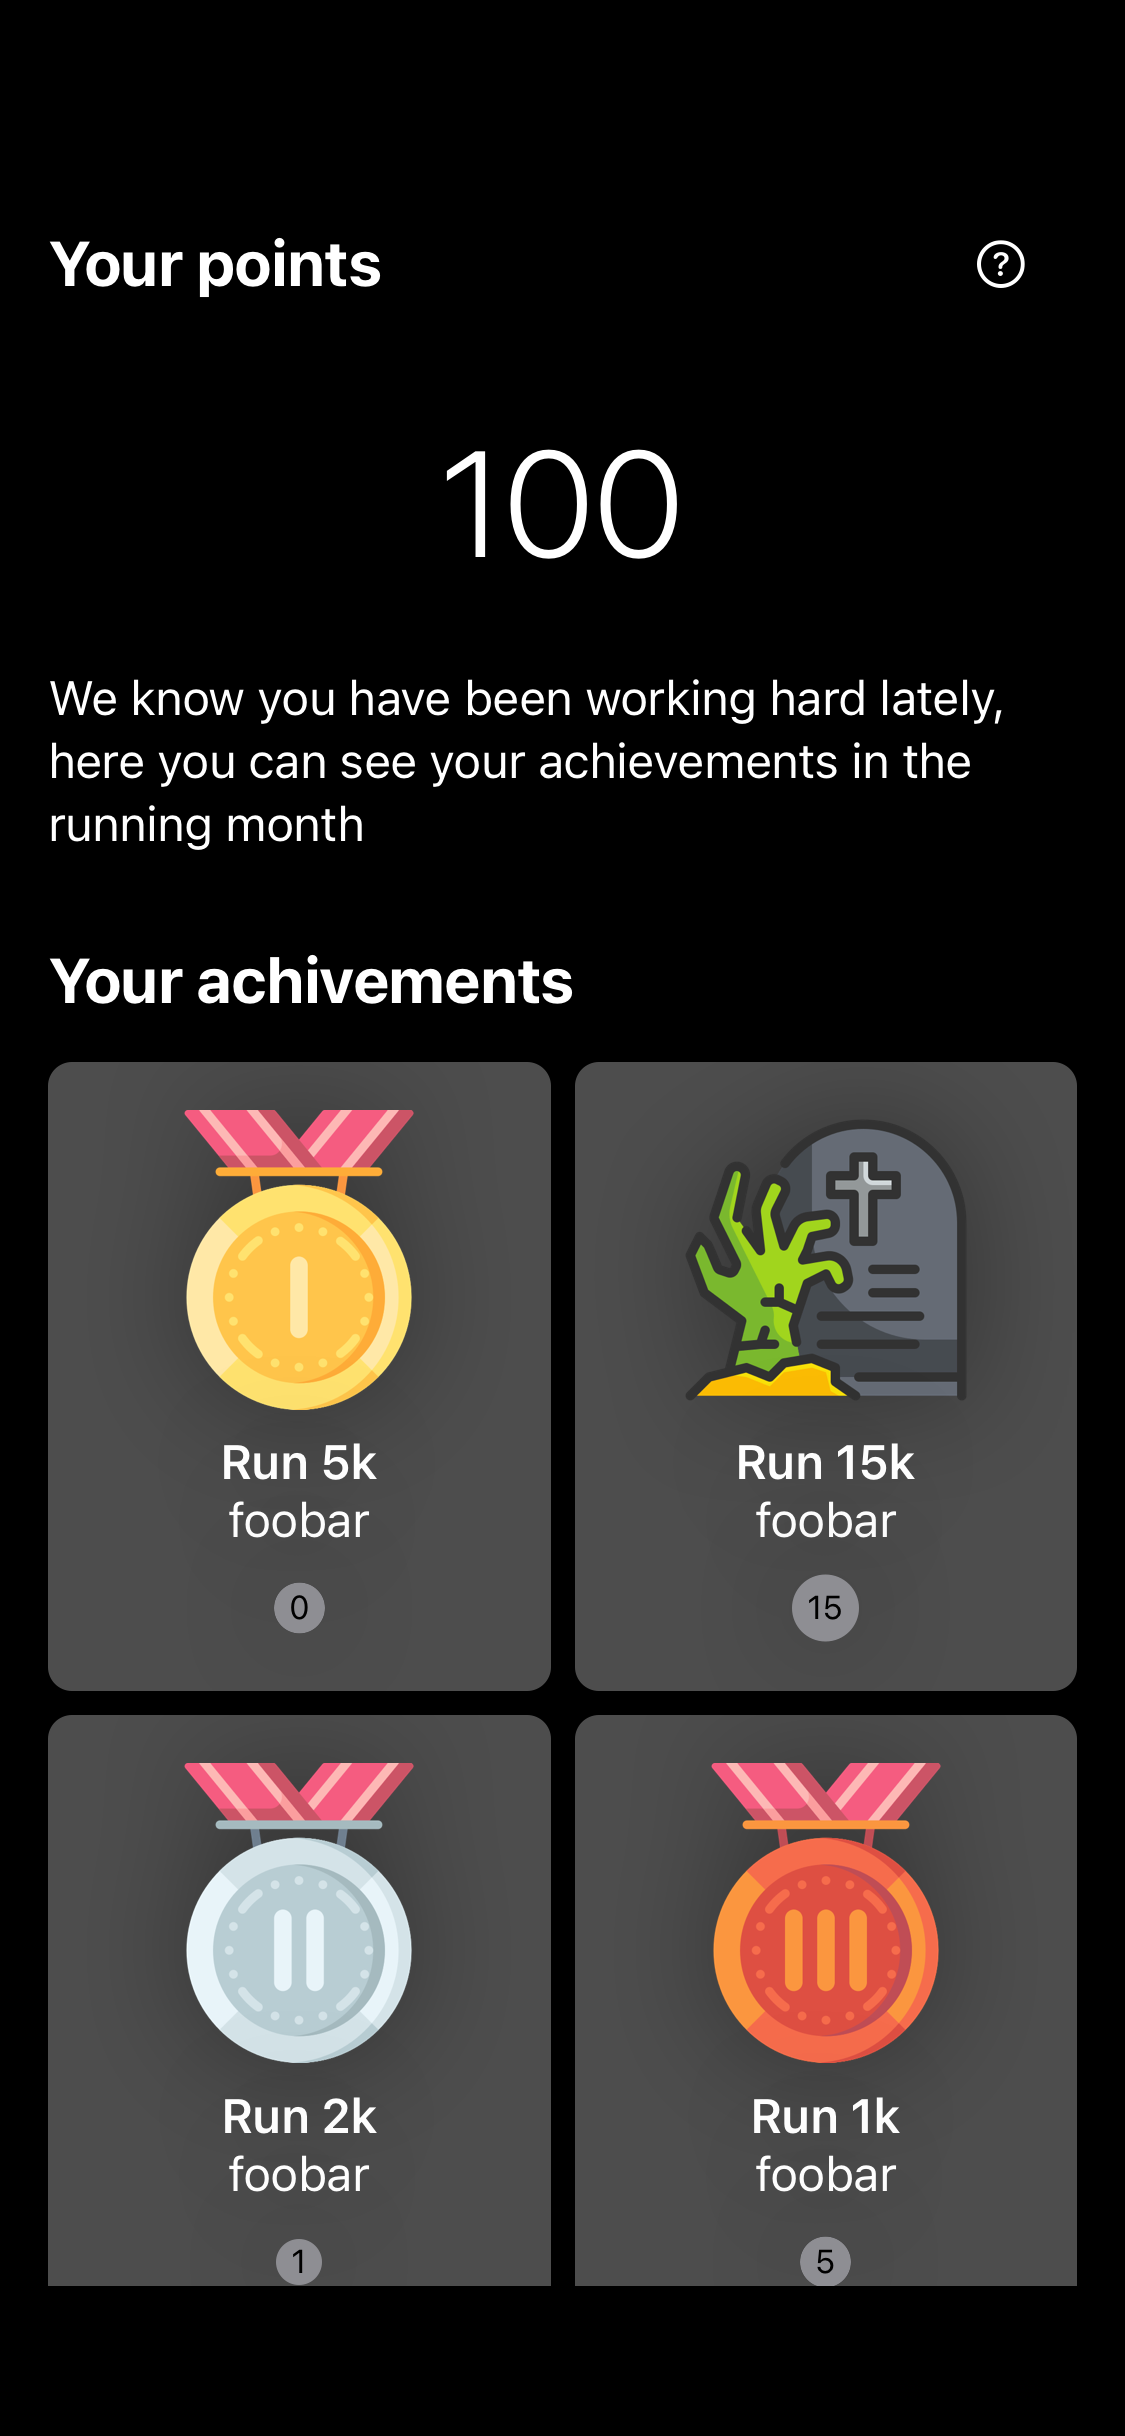 Your points
?
100
We know you have been working hard lately,
here you can see your achievements in the
running month
Your achivements
Run 5k
foobar
0
Run 15k
foobar
15
Run 2k
foobar
1
Run 1k
foobar
5